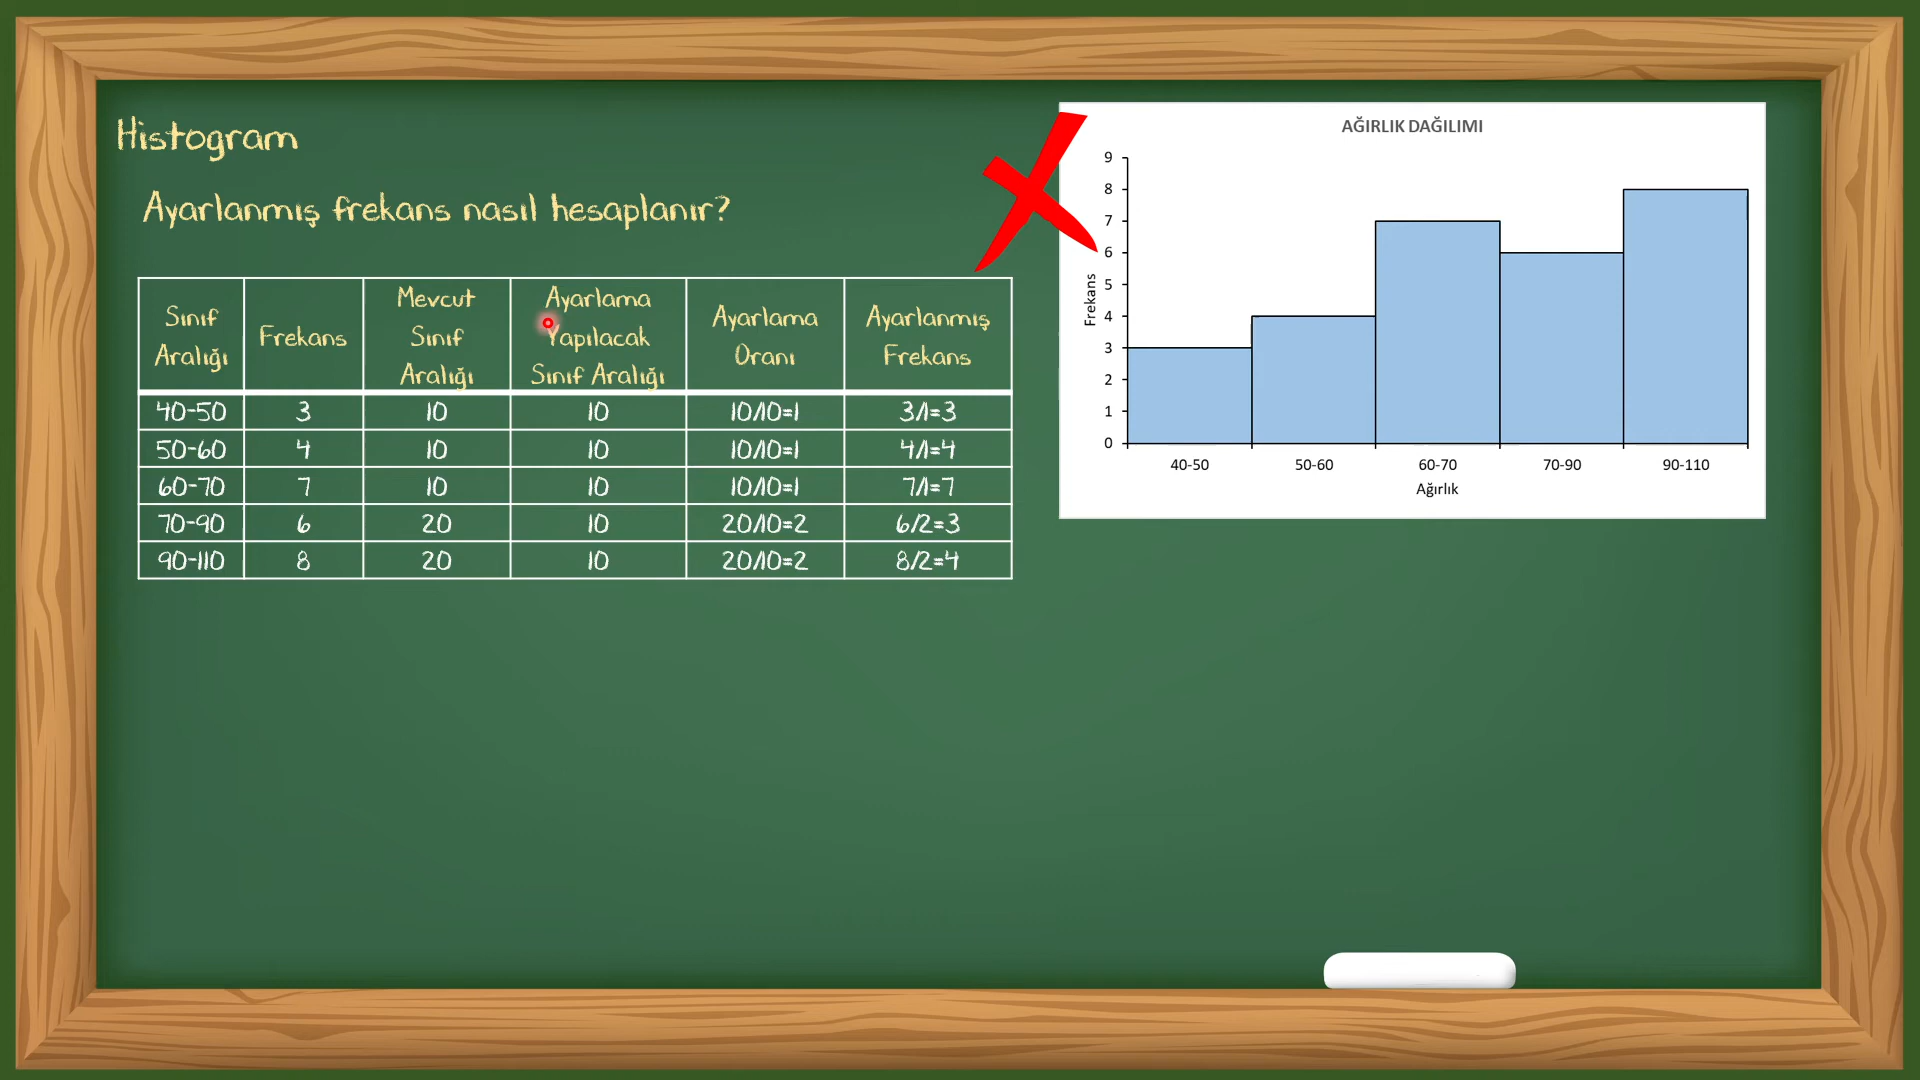 Histogram
Ayarlanmış frekans nasıl hesaplanır?
Sınıf Aralığı | Frekans | Mevcut Sınıf Aralığı | Ayarlama Yapılacak Sınıf Aralığı | Ayarlama Oranı | Ayarlanmış Frekans
40-50 | 3 | 10 | 10 | 10/10=1 | 3/1=3
50-60 | 4 | 10 | 10 | 10/10=1 | 4/1=4
60-70 | 7 | 10 | 10 | 10/10=1 | 7/1=7
70-90 | 6 | 20 | 10 | 20/10=2 | 6/2=3
90-110 | 8 | 20 | 10 | 20/10=2 | 8/2=4
AĞIRLIK DAĞILIMI
Frekans
9
8
7
6
5
4
3
2
1
0
40-50 50-60 60-70 70-90 90-110
Ağırlık